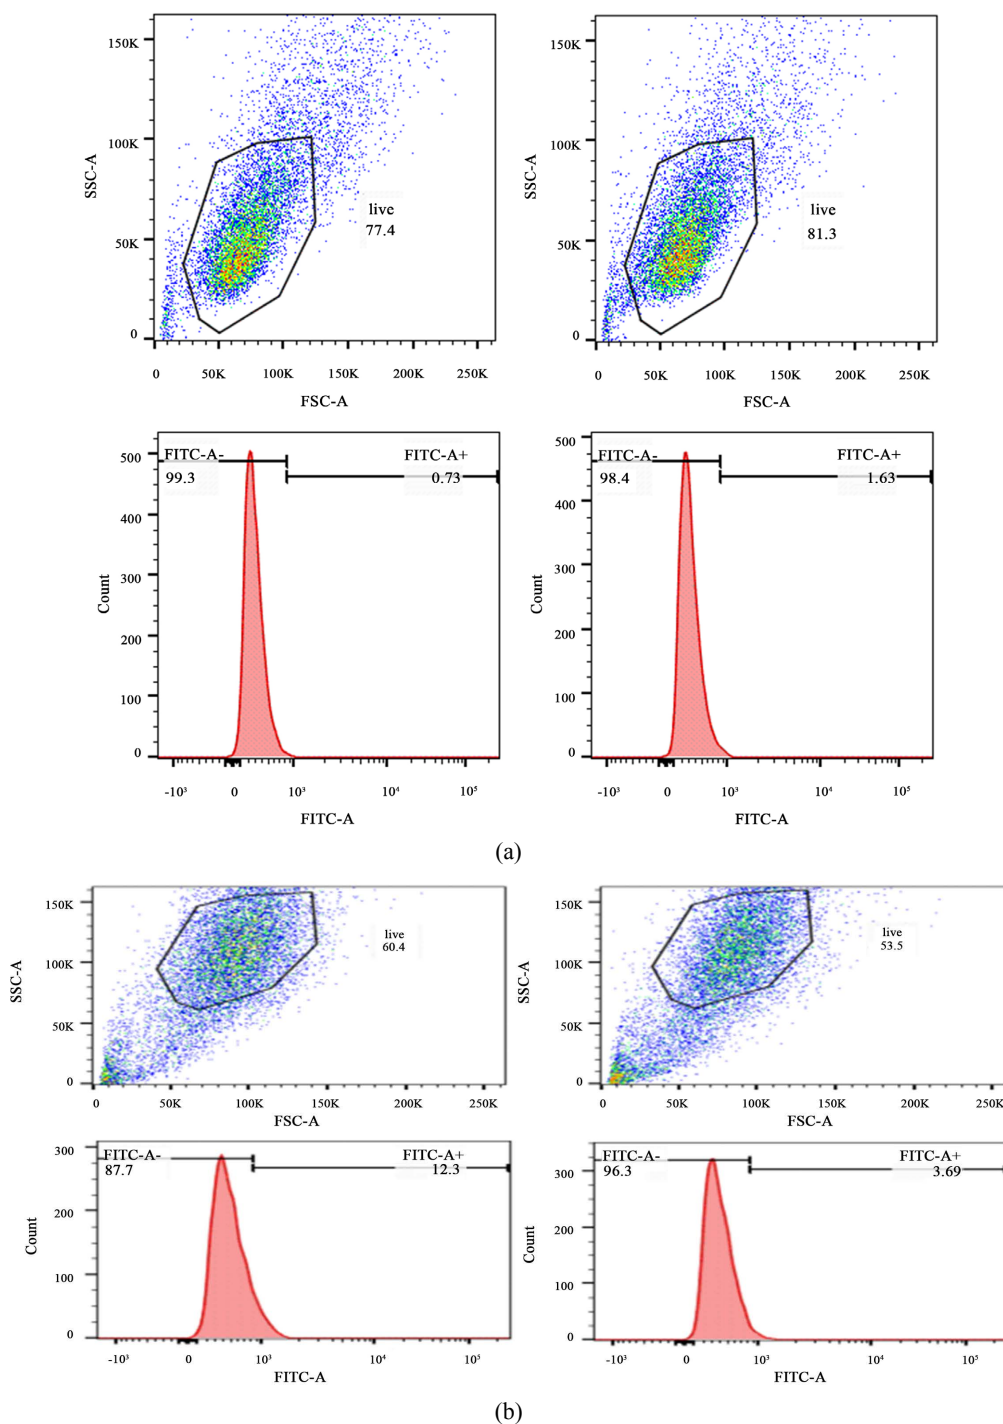 150K
100K
50K
0
SSC-A
live
77.4
0 50K 100K 150K 200K 250K
FSC-A
150K
100K
50K
0
SSC-A
live
81.3
0 50K 100K 150K 200K 250K
FSC-A
FITC-A- FITC-A+
99.3 0.73
500
400
300
200
100
0
Count
-10³ 0 10³ 10⁴ 10⁵
FITC-A
FITC-A- FITC-A+
98.4 1.63
500
400
300
200
100
0
Count
-10³ 0 10³ 10⁴ 10⁵
FITC-A
(a)
150K
100K
50K
0
SSC-A
live
60.4
0 50K 100K 150K 200K 250K
FSC-A
150K
100K
50K
0
SSC-A
live
53.5
0 50K 100K 150K 200K 250K
FSC-A
FITC-A- FITC-A+
87.7 12.3
300
200
100
0
Count
-10³ 0 10³ 10⁴ 10⁵
FITC-A
FITC-A- FITC-A+
96.3 3.69
300
200
100
0
Count
-10³ 0 10³ 10⁴ 10⁵
FITC-A
(b)